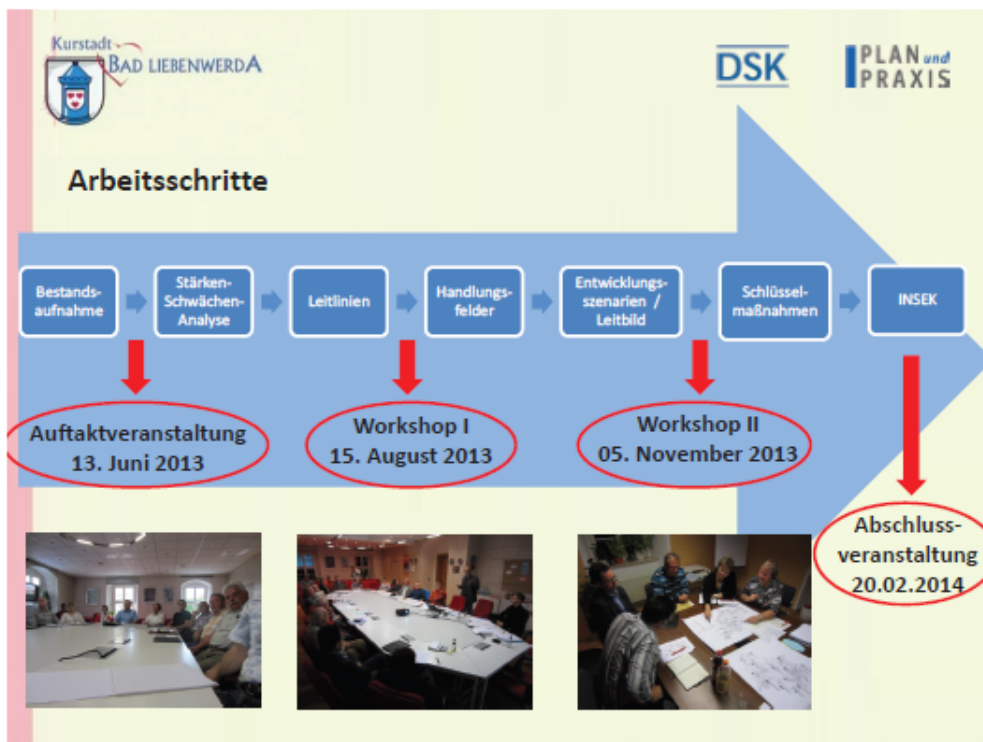 Kurstadt
BAD LIEBENWERDA
DSK
PLAN und
PRAXIS
Arbeitsschritte
Bestands-
aufnahme
Stärken-
Schwächen-
Analyse
Leitlinien
Handlungs-
felder
Entwicklungs-
szenarien /
Leitbild
Schlüssel-
maßnahmen
INSEK
Auftaktveranstaltung
13. Juni 2013
Workshop I
15. August 2013
Workshop II
05. November 2013
Abschluss-
veranstaltung
20.02.2014